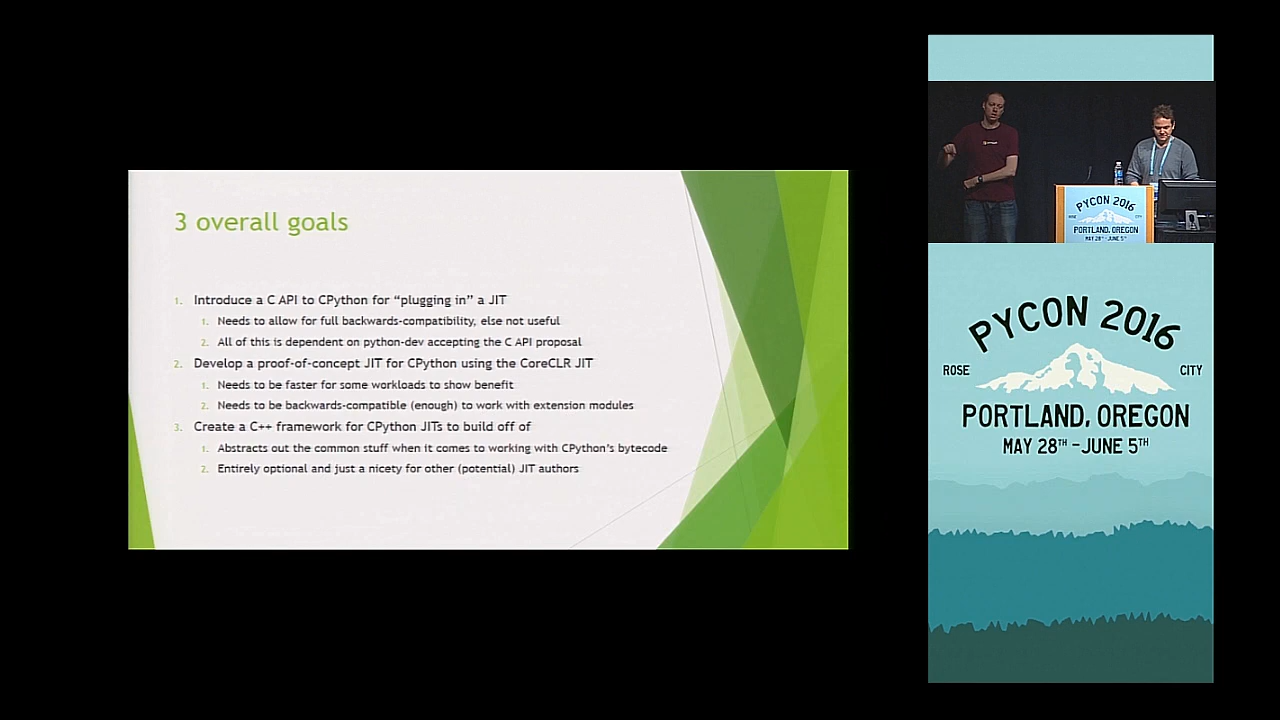 3 overall goals
1. Introduce a C API to CPython for “plugging in” a JIT
1. Needs to allow for full backwards-compatibility, else not useful
2. All of this is dependent on python-dev accepting the C API proposal
2. Develop a proof-of-concept JIT for CPython using the CoreCLR JIT
1. Needs to be faster for some workloads to show benefit
2. Needs to be backwards-compatible (enough) to work with extension modules
3. Create a C++ framework for CPython JITs to build off of
1. Abstracts out the common stuff when it comes to working with CPython’s bytecode
2. Entirely optional and just a nicety for other (potential) JIT authors
PYCON 2016
ROSE CITY
PORTLAND, OREGON
MAY 28TH - JUNE 5TH
PYCON 2016
ROSE CITY
PORTLAND, OREGON
MAY 28TH – JUNE 5TH